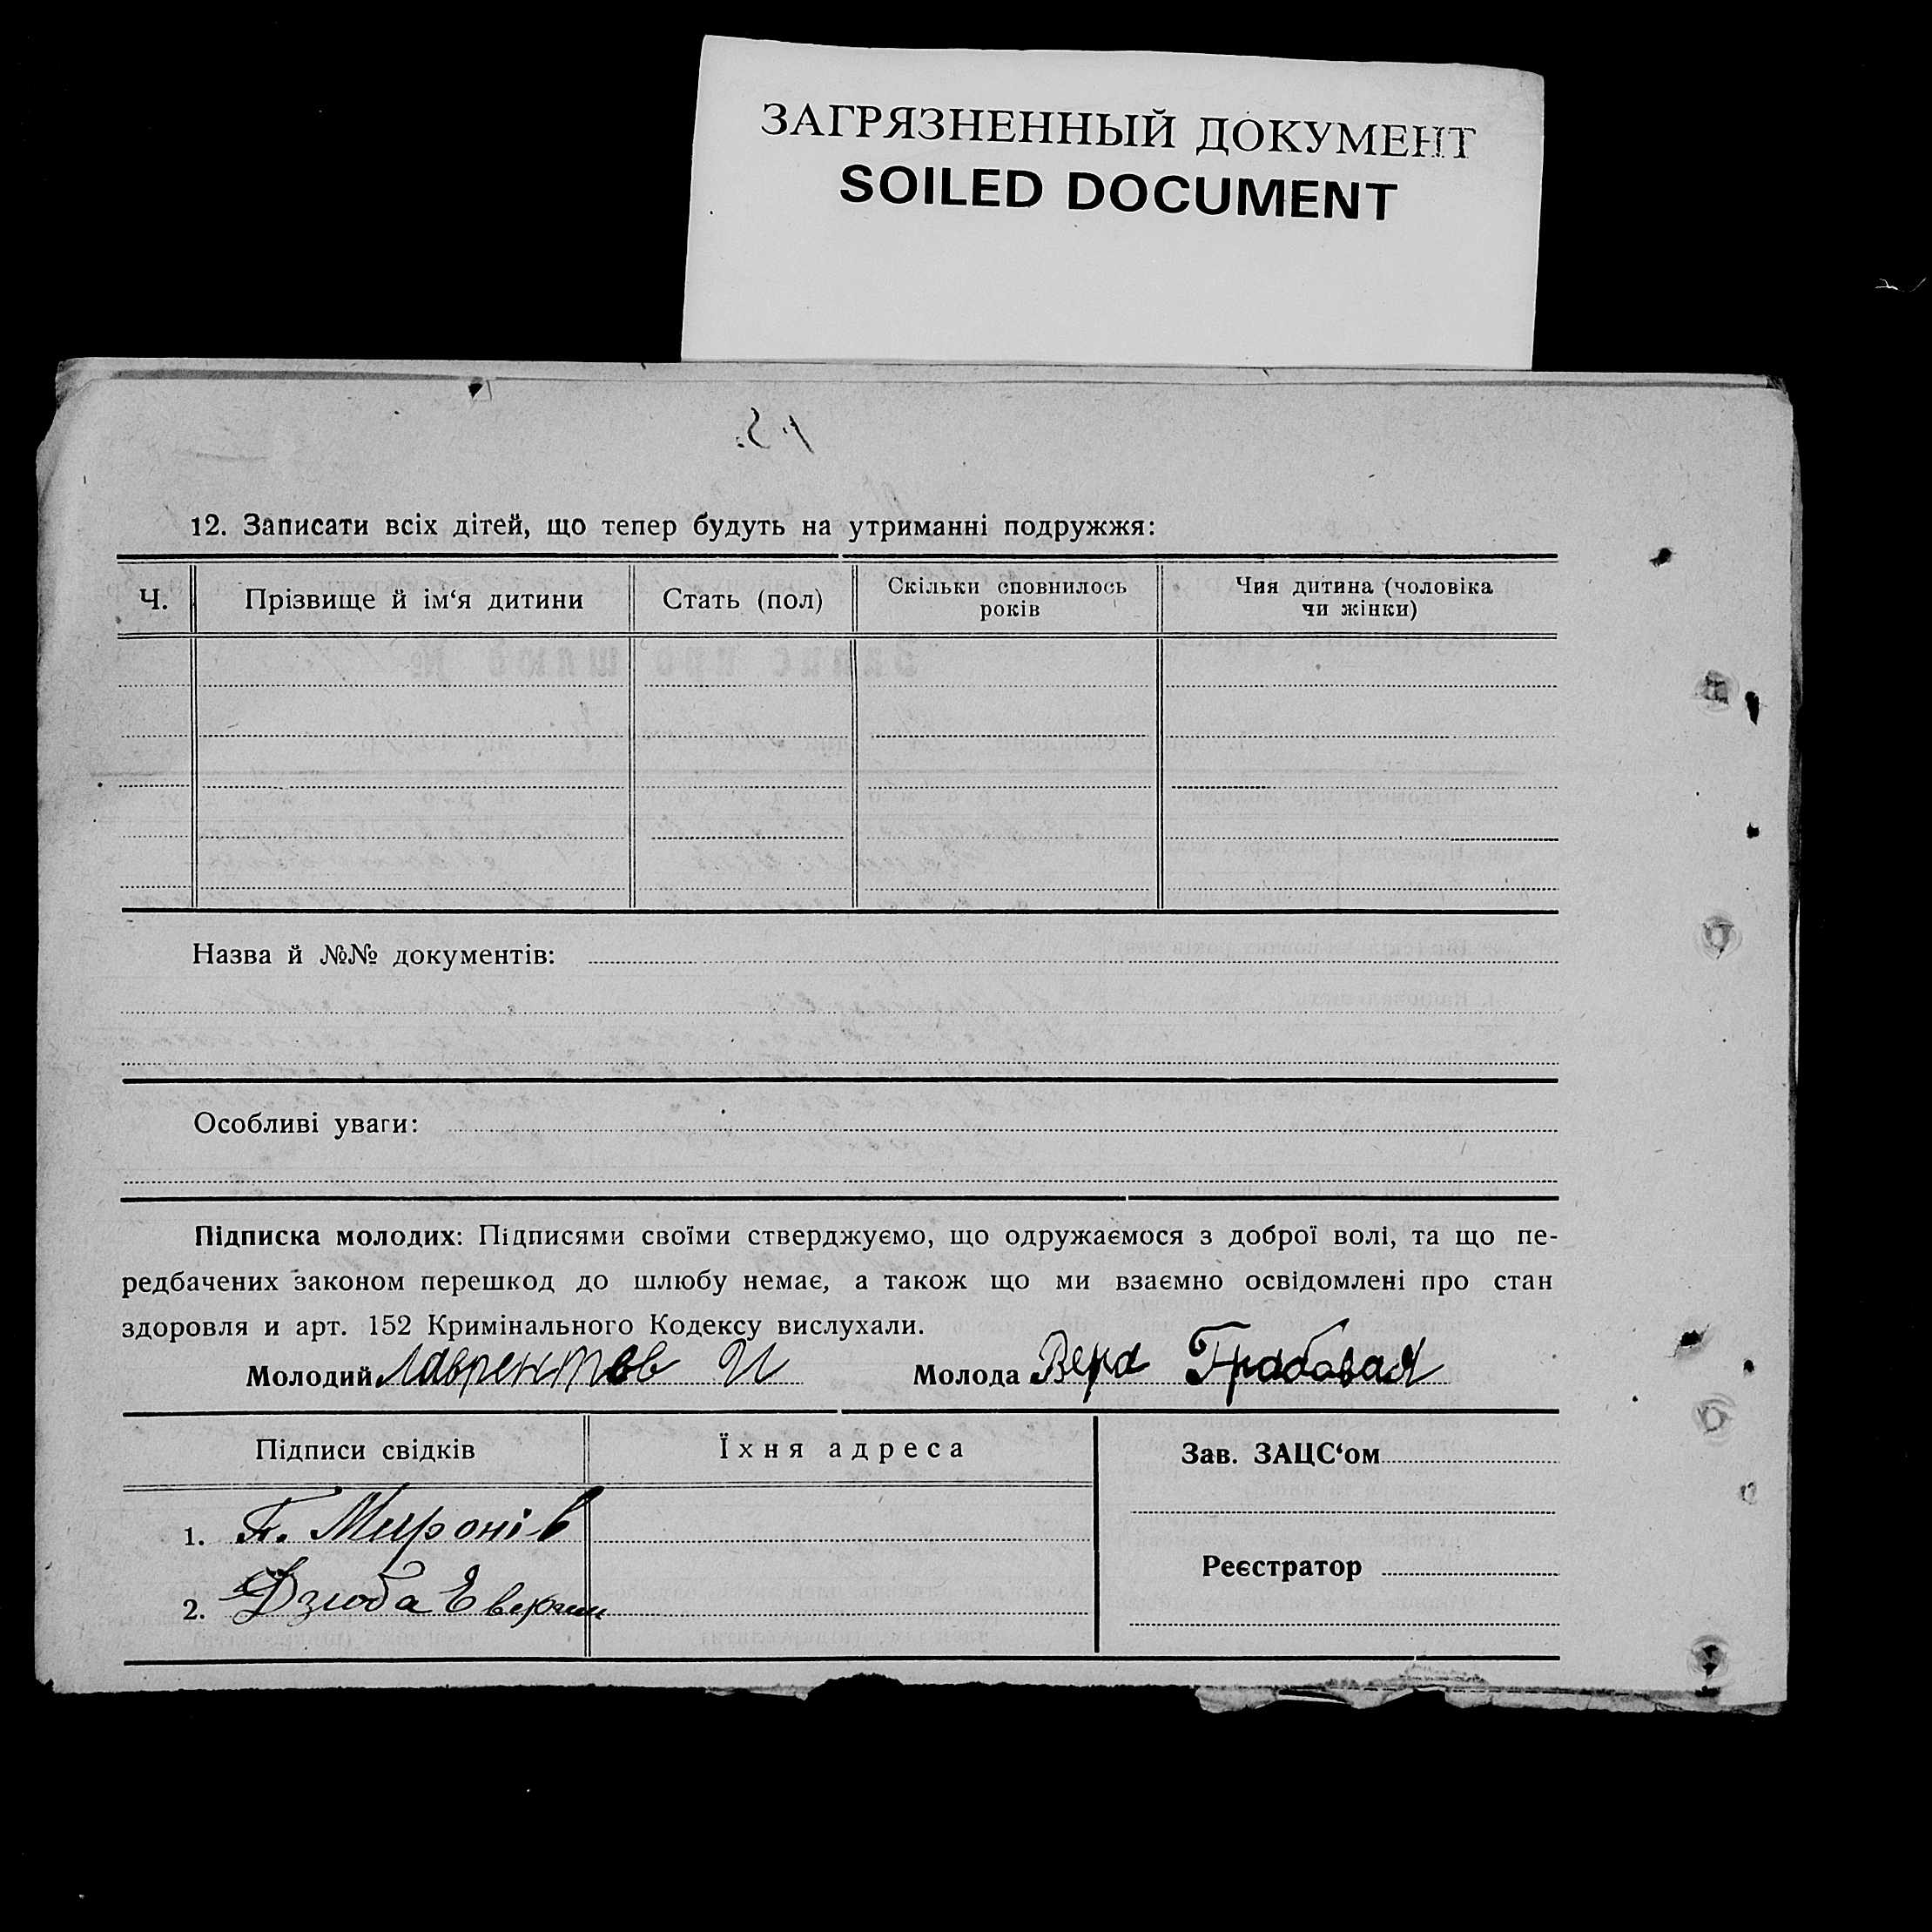 ЗАГРЯЗНЕННЫЙ ДОКУМЕНТ
SOILED DOCUMENT
12. Записати всіх дітей, що тепер будуть на утриманні подружжя:
Ч. Прізвище й ім‘я дитини Стать (пол) Скільки сповнилось років Чия дитина (чоловіка чи жінки)
Назва й №№ документів:
Особливі уваги:
Підписка молодих: Підписями своїми стверджуємо, що одружаємося з доброї волі, та що пе-
редбачених законом перешкод до шлюбу немає, а також що ми взаємно освідомлені про стан
здоровля и арт. 152 Кримінального Кодексу вислухали.
Молодий Лаврентов И Молода Вера Грабовая
Підписи свідків Їхня адреса Зав. ЗАЦС‘ом
1. Миронів
Реєстратор
2. Дзюба